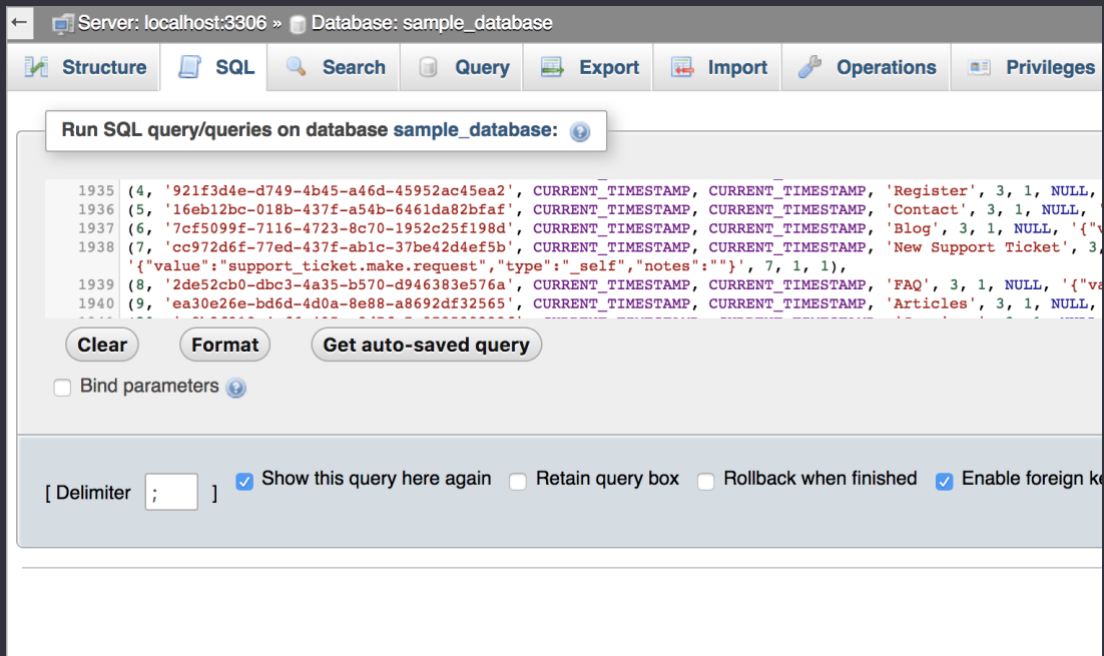 ← Server: localhost:3306 » Database: sample_database
Structure SQL Search Query Export Import Operations Privileges
Run SQL query/queries on database sample_database:
1935 (4, '921f3d4e-d749-4b45-a46d-45952ac45ea2', CURRENT_TIMESTAMP, CURRENT_TIMESTAMP, 'Register', 3, 1, NULL,
1936 (5, '16eb12bc-018b-437f-a54b-6461da82bfaf', CURRENT_TIMESTAMP, CURRENT_TIMESTAMP, 'Contact', 3, 1, NULL, '
1937 (6, '7cf5099f-7116-4723-8c70-1952c25f198d', CURRENT_TIMESTAMP, CURRENT_TIMESTAMP, 'Blog', 3, 1, NULL, '{"v
1938 (7, 'cc972d6f-77ed-437f-ab1c-37be42d4ef5b', CURRENT_TIMESTAMP, CURRENT_TIMESTAMP, 'New Support Ticket', 3,
'{"value":"support_ticket.make.request","type":"_self","notes":""}', 7, 1, 1),
1939 (8, '2de52cb0-dbc3-4a35-b570-d946383e576a', CURRENT_TIMESTAMP, CURRENT_TIMESTAMP, 'FAQ', 3, 1, NULL, '{"va
1940 (9, 'ea30e26e-bd6d-4d0a-8e88-a8692df32565', CURRENT_TIMESTAMP, CURRENT_TIMESTAMP, 'Articles', 3, 1, NULL,
Clear Format Get auto-saved query
Bind parameters
[ Delimiter ; ] Show this query here again Retain query box Rollback when finished Enable foreign ke